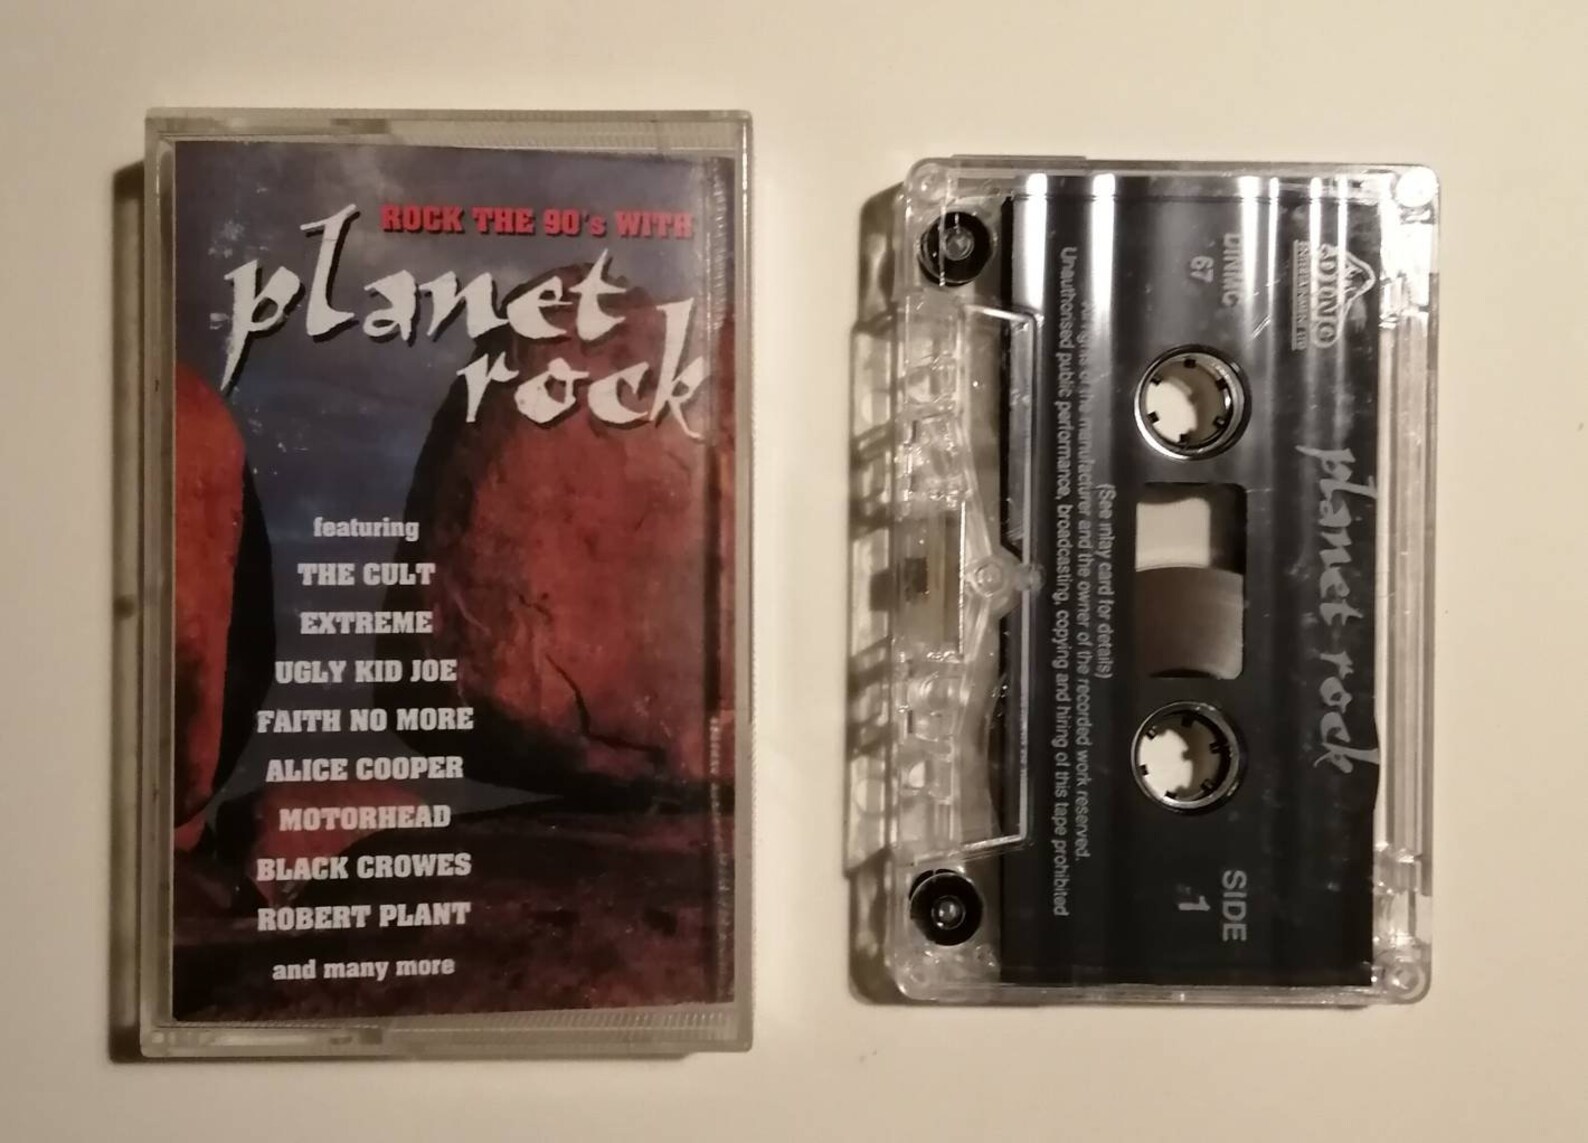 ROCK THE 90's WITH
planet
rock
featuring
THE CULT
EXTREME
UGLY KID JOE
FAITH NO MORE
ALICE COOPER
MOTORHEAD
BLACK CROWES
ROBERT PLANT
and many more
DINO
ENTERTAINMENT LTD
DINMC
67
planet rock
SIDE
1
(See inlay card for details)
All rights of the manufacturer and the owner of the recorded work reserved.
Unauthorised public performance, broadcasting, copying and hiring of this tape prohibited